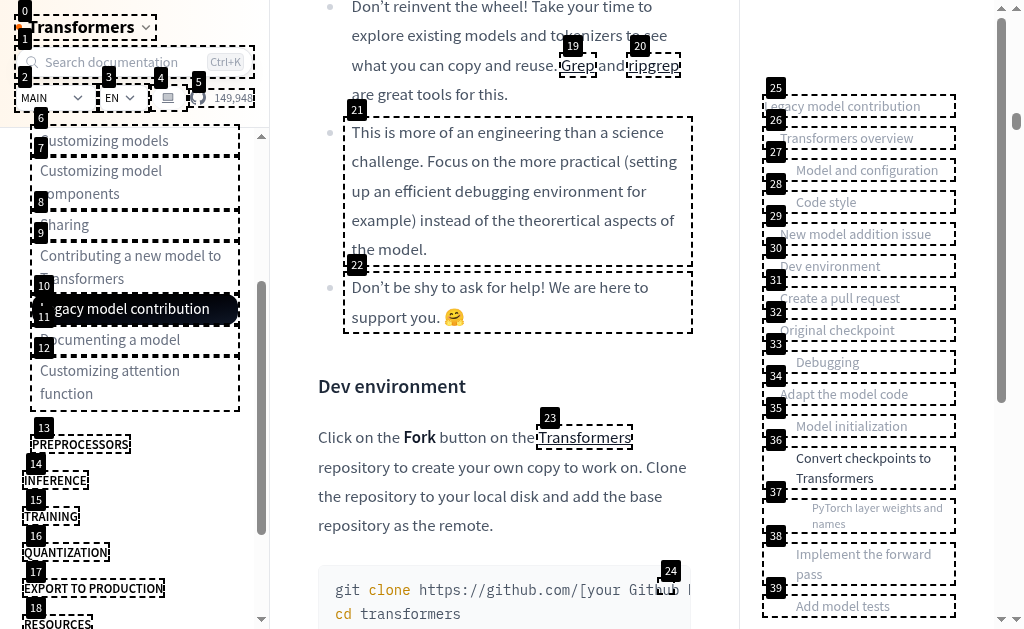 0
Transformers
1
Search documentation Ctrl+K
2 3 4 5
MAIN EN 149,948
6
Customizing models
7
Customizing model
components
8
Sharing
9
Contributing a new model to
Transformers
10
Legacy model contribution
11
Documenting a model
12
Customizing attention
function
13
PREPROCESSORS
14
INFERENCE
15
TRAINING
16
QUANTIZATION
17
EXPORT TO PRODUCTION
18
RESOURCES
Don't reinvent the wheel! Take your time to
explore existing models and tokenizers to see
19 20
what you can copy and reuse. Grep and ripgrep
are great tools for this.
21
This is more of an engineering than a science
challenge. Focus on the more practical (setting
up an efficient debugging environment for
example) instead of the theorertical aspects of
the model.
22
Don't be shy to ask for help! We are here to
support you. 🤗
Dev environment
23
Click on the Fork button on the Transformers
repository to create your own copy to work on. Clone
the repository to your local disk and add the base
repository as the remote.
24
git clone https://github.com/[your Github h
cd transformers
25
Legacy model contribution
26
Transformers overview
27
Model and configuration
28
Code style
29
New model addition issue
30
Dev environment
31
Create a pull request
32
Original checkpoint
33
Debugging
34
Adapt the model code
35
Model initialization
36
Convert checkpoints to
Transformers
37
PyTorch layer weights and
names
38
Implement the forward
pass
39
Add model tests